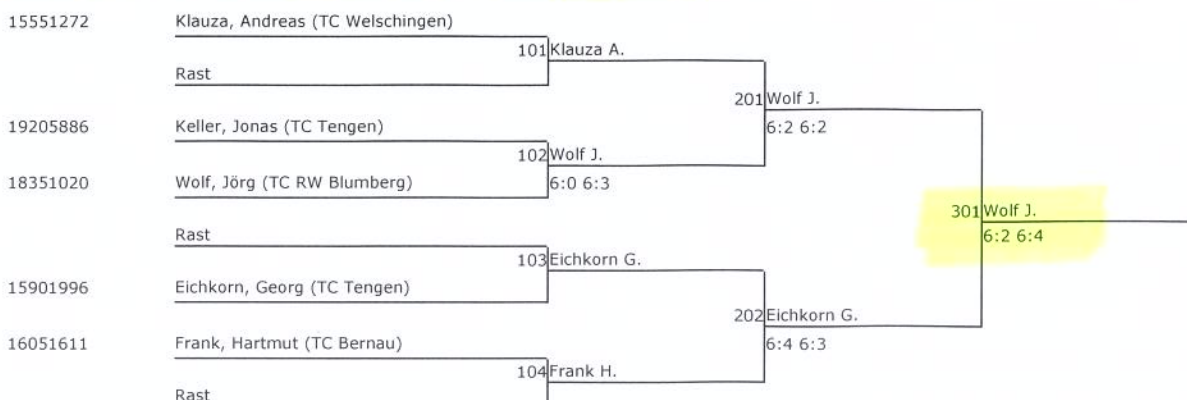 15551272 Klauza, Andreas (TC Welschingen)
101 Klauza A.
Rast
201 Wolf J.
6:2 6:2
19205886 Keller, Jonas (TC Tengen)
102 Wolf J.
6:0 6:3
18351020 Wolf, Jörg (TC RW Blumberg)
301 Wolf J.
6:2 6:4
Rast
103 Eichkorn G.
15901996 Eichkorn, Georg (TC Tengen)
202 Eichkorn G.
6:4 6:3
16051611 Frank, Hartmut (TC Bernau)
104 Frank H.
Rast